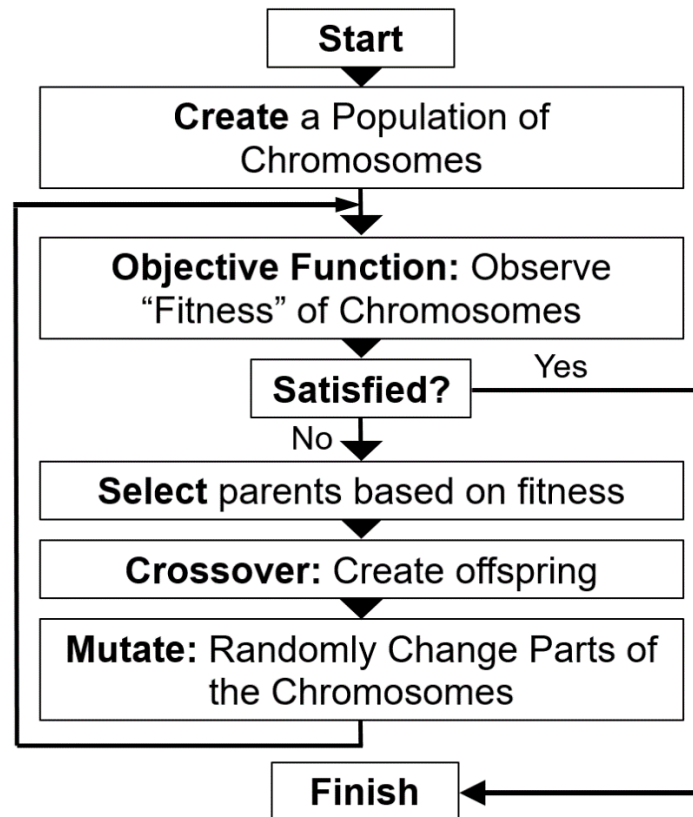 Start
Create a Population of
Chromosomes
Objective Function: Observe
“Fitness” of Chromosomes
Satisfied?
Yes
No
Select parents based on fitness
Crossover: Create offspring
Mutate: Randomly Change Parts of
the Chromosomes
Finish